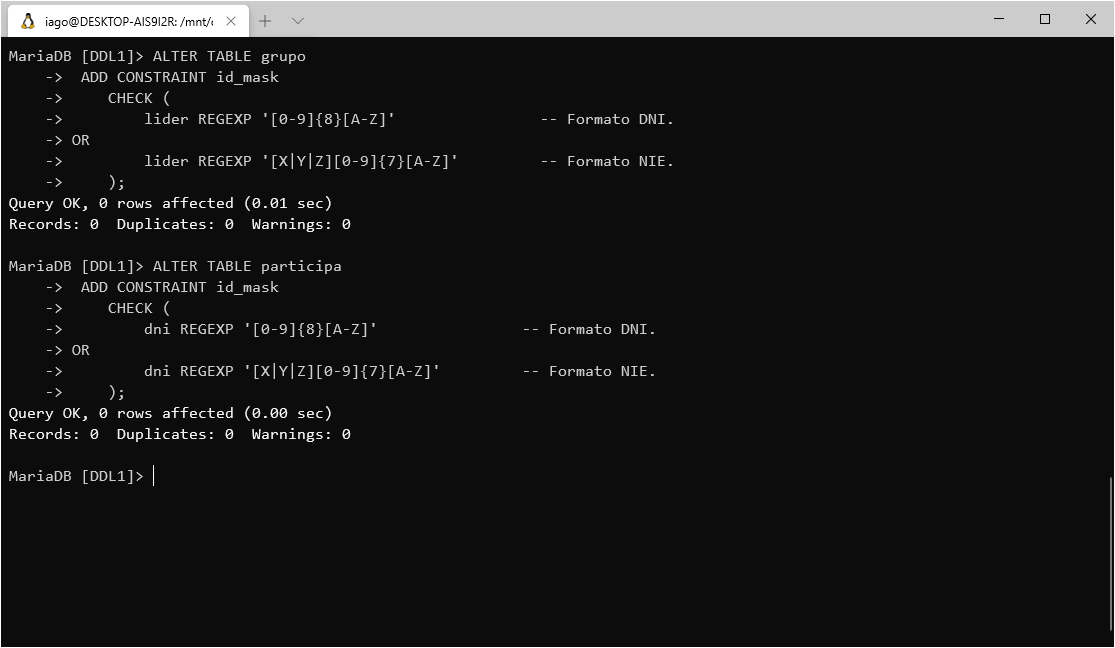 iago@DESKTOP-AIS9I2R: /mnt/c
MariaDB [DDL1]> ALTER TABLE grupo
    ->  ADD CONSTRAINT id_mask
    ->     CHECK (
    ->         lider REGEXP '[0-9]{8}[A-Z]'                -- Formato DNI.
    -> OR
    ->         lider REGEXP '[X|Y|Z][0-9]{7}[A-Z]'         -- Formato NIE.
    ->     );
Query OK, 0 rows affected (0.01 sec)
Records: 0  Duplicates: 0  Warnings: 0
MariaDB [DDL1]> ALTER TABLE participa
    ->  ADD CONSTRAINT id_mask
    ->     CHECK (
    ->         dni REGEXP '[0-9]{8}[A-Z]'                -- Formato DNI.
    -> OR
    ->         dni REGEXP '[X|Y|Z][0-9]{7}[A-Z]'         -- Formato NIE.
    ->     );
Query OK, 0 rows affected (0.00 sec)
Records: 0  Duplicates: 0  Warnings: 0
MariaDB [DDL1]>